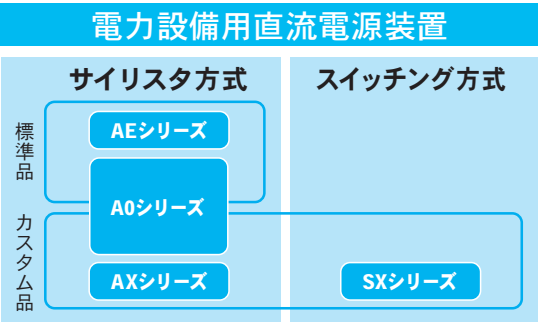 電力設備用直流電源装置
サイリスタ方式
スイッチング方式
標準品
AEシリーズ
A0シリーズ
カスタム品
AXシリーズ
SXシリーズ